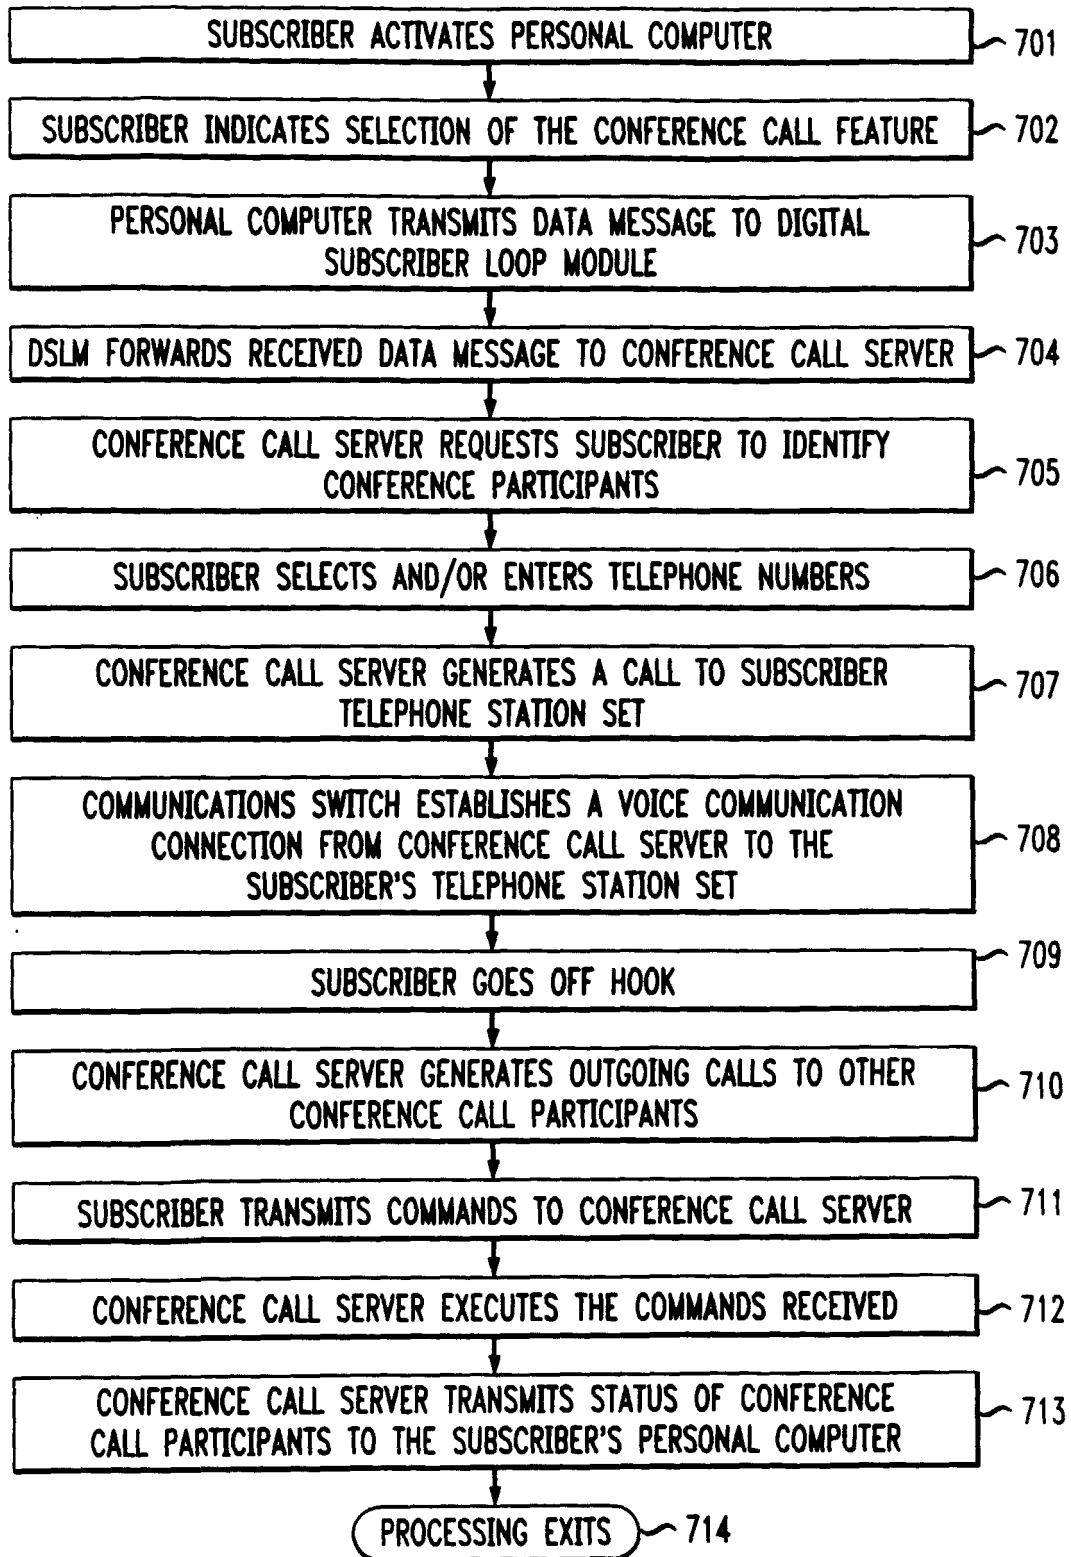 SUBSCRIBER ACTIVATES PERSONAL COMPUTER
701
SUBSCRIBER INDICATES SELECTION OF THE CONFERENCE CALL FEATURE
702
PERSONAL COMPUTER TRANSMITS DATA MESSAGE TO DIGITAL
SUBSCRIBER LOOP MODULE
703
DSLM FORWARDS RECEIVED DATA MESSAGE TO CONFERENCE CALL SERVER
704
CONFERENCE CALL SERVER REQUESTS SUBSCRIBER TO IDENTIFY
CONFERENCE PARTICIPANTS
705
SUBSCRIBER SELECTS AND/OR ENTERS TELEPHONE NUMBERS
706
CONFERENCE CALL SERVER GENERATES A CALL TO SUBSCRIBER
TELEPHONE STATION SET
707
COMMUNICATIONS SWITCH ESTABLISHES A VOICE COMMUNICATION
CONNECTION FROM CONFERENCE CALL SERVER TO THE
SUBSCRIBER'S TELEPHONE STATION SET
708
SUBSCRIBER GOES OFF HOOK
709
CONFERENCE CALL SERVER GENERATES OUTGOING CALLS TO OTHER
CONFERENCE CALL PARTICIPANTS
710
SUBSCRIBER TRANSMITS COMMANDS TO CONFERENCE CALL SERVER
711
CONFERENCE CALL SERVER EXECUTES THE COMMANDS RECEIVED
712
CONFERENCE CALL SERVER TRANSMITS STATUS OF CONFERENCE
CALL PARTICIPANTS TO THE SUBSCRIBER'S PERSONAL COMPUTER
713
PROCESSING EXITS
714